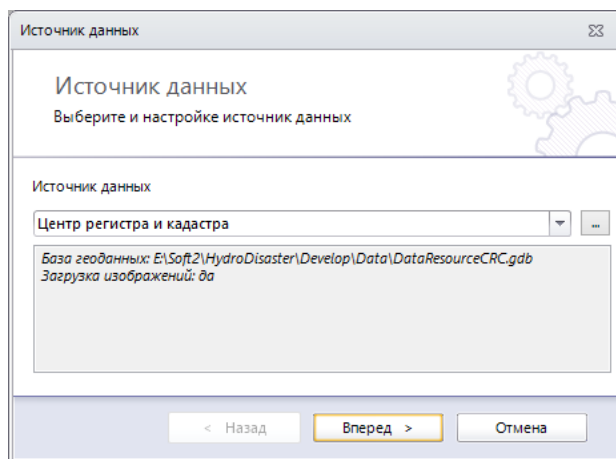 Источник данных
Источник данных
Выберите и настройке источник данных
Источник данных
Центр регистра и кадастра
...
База геоданных: E:\Soft2\HydroDisaster\Develop\Data\DataResourceCRC.gdb
Загрузка изображений: да
< Назад
Вперед >
Отмена